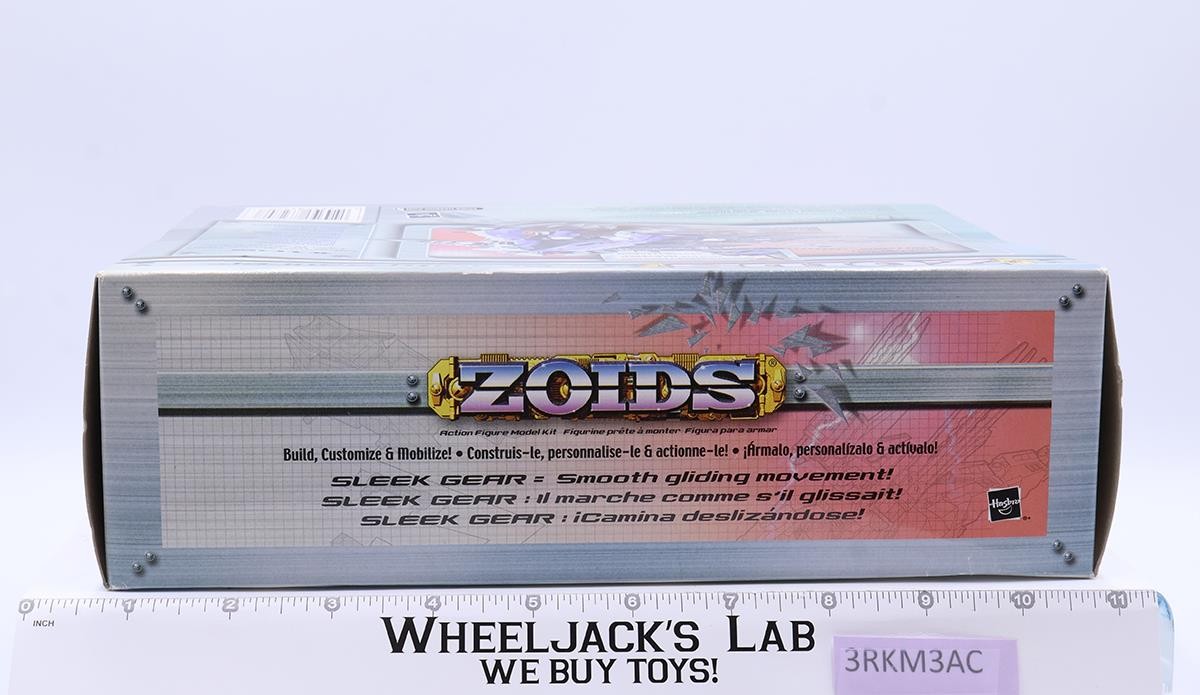 ZOIDS
Action Figure Model Kit Figurine prête à monter Figura para armar
Build, Customize & Mobilize! • Construis-le, personnalise-le & actionne-le! • ¡Ármalo, personalízalo & actívalo!
SLEEK GEAR = Smooth gliding movement!
SLEEK GEAR : Il marche comme s'il glissait!
SLEEK GEAR : ¡Camina deslizándose!
Hasbro
0 1 2 3 4 5 6 7 8 9 10 11
INCH
WHEELJACK'S LAB
WE BUY TOYS!
3RKM3AC